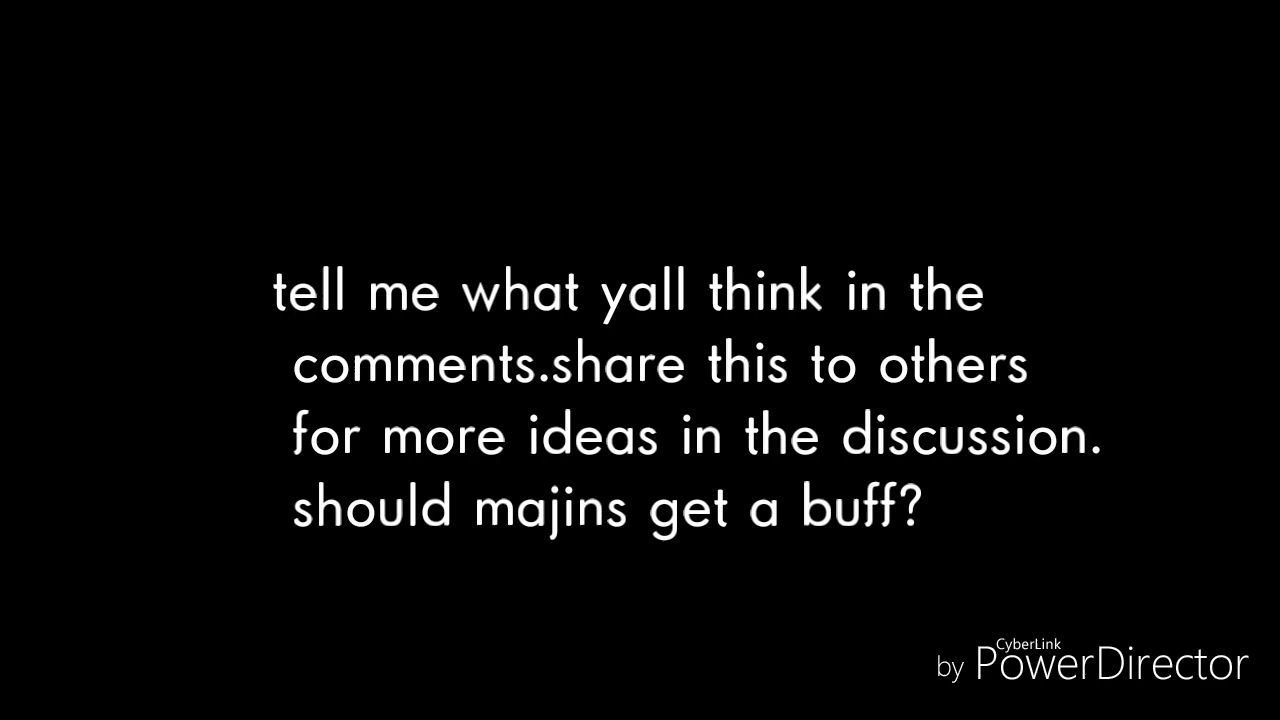 tell me what yall think in the
comments.share this to others
for more ideas in the discussion.
should majins get a buff?
CyberLink
by PowerDirector